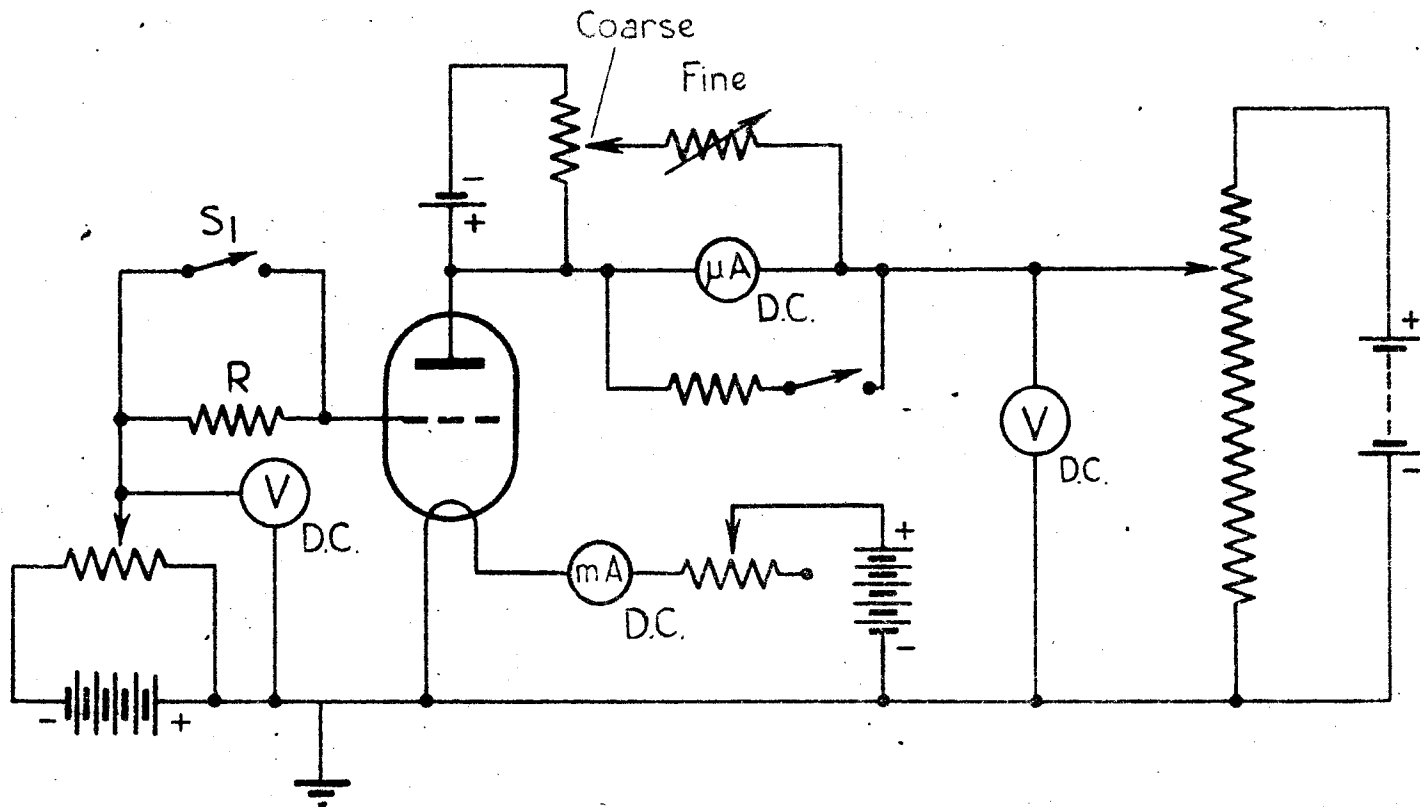 Coarse
Fine
-
+
S1
μA
D.C.
R
+
V
D.C.
V
D.C.
+
mA
D.C.
-
-
-
+